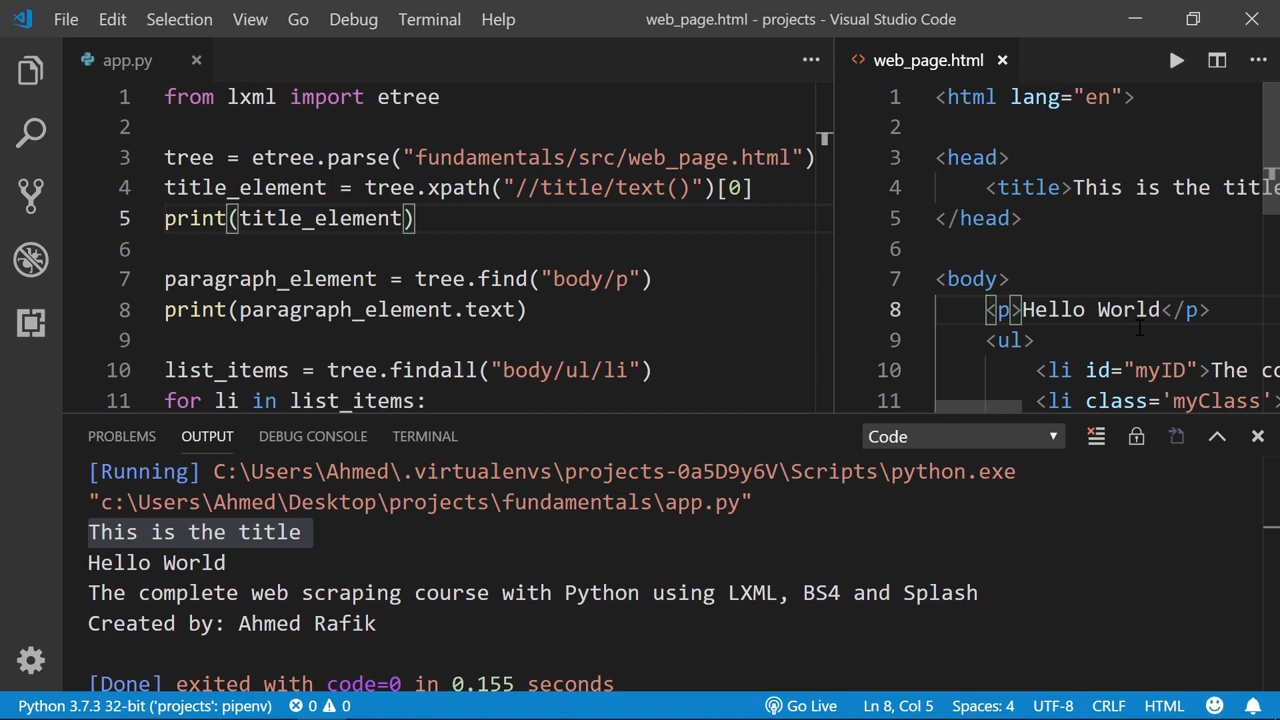 File Edit Selection View Go Debug Terminal Help web_page.html - projects - Visual Studio Code
app.py
web_page.html
1 from lxml import etree
2
3 tree = etree.parse("fundamentals/src/web_page.html")
4 title_element = tree.xpath("//title/text()")[0]
5 print(title_element)
6
7 paragraph_element = tree.find("body/p")
8 print(paragraph_element.text)
9
10 list_items = tree.findall("body/ul/li")
11 for li in list_items:
1 <html lang="en">
2
3 <head>
4 <title>This is the title
5 </head>
6
7 <body>
8 <p>Hello World</p>
9 <ul>
10 <li id="myID">The co
11 <li class='myClass'>
PROBLEMS OUTPUT DEBUG CONSOLE TERMINAL Code
[Running] C:\Users\Ahmed\.virtualenvs\projects-0a5D9y6V\Scripts\python.exe
"c:\Users\Ahmed\Desktop\projects\fundamentals\app.py"
This is the title
Hello World
The complete web scraping course with Python using LXML, BS4 and Splash
Created by: Ahmed Rafik
[Done] exited with code=0 in 0.155 seconds
Python 3.7.3 32-bit ('projects': pipenv) 0 0 Go Live Ln 8, Col 5 Spaces: 4 UTF-8 CRLF HTML